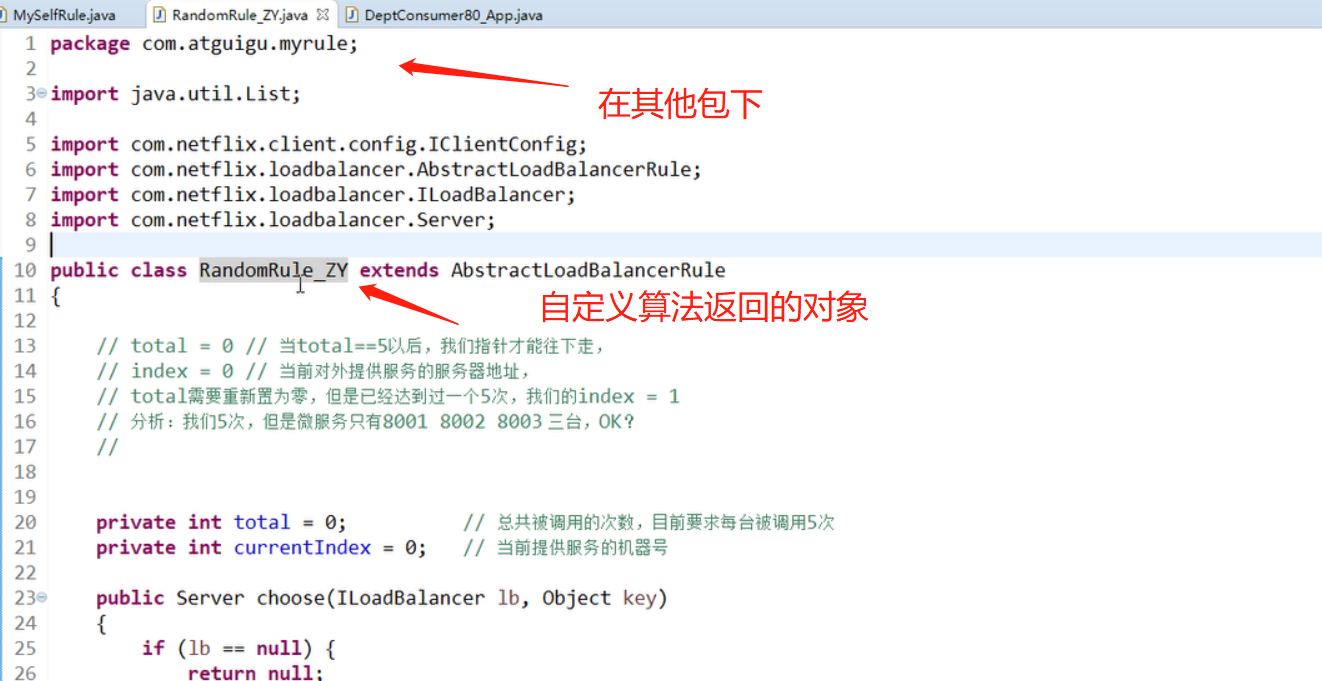 MySelfRule.java RandomRule_ZY.java DeptConsumer80_App.java
1 package com.atguigu.myrule;
2
在其他包下
3 import java.util.List;
4
5 import com.netflix.client.config.IClientConfig;
6 import com.netflix.loadbalancer.AbstractLoadBalancerRule;
7 import com.netflix.loadbalancer.ILoadBalancer;
8 import com.netflix.loadbalancer.Server;
9
10 public class RandomRule_ZY extends AbstractLoadBalancerRule
11 {
自定义算法返回的对象
12
13 // total = 0 // 当total==5以后，我们指针才能往下走，
14 // index = 0 // 当前对外提供服务的服务器地址，
15 // total需要重新置为零，但是已经达到过一个5次，我们的index = 1
16 // 分析：我们5次，但是微服务只有8001 8002 8003 三台，OK？
17 //
18
19
20 private int total = 0; // 总共被调用的次数，目前要求每台被调用5次
21 private int currentIndex = 0; // 当前提供服务的机器号
22
23 public Server choose(ILoadBalancer lb, Object key)
24 {
25 if (lb == null) {
26 return null;